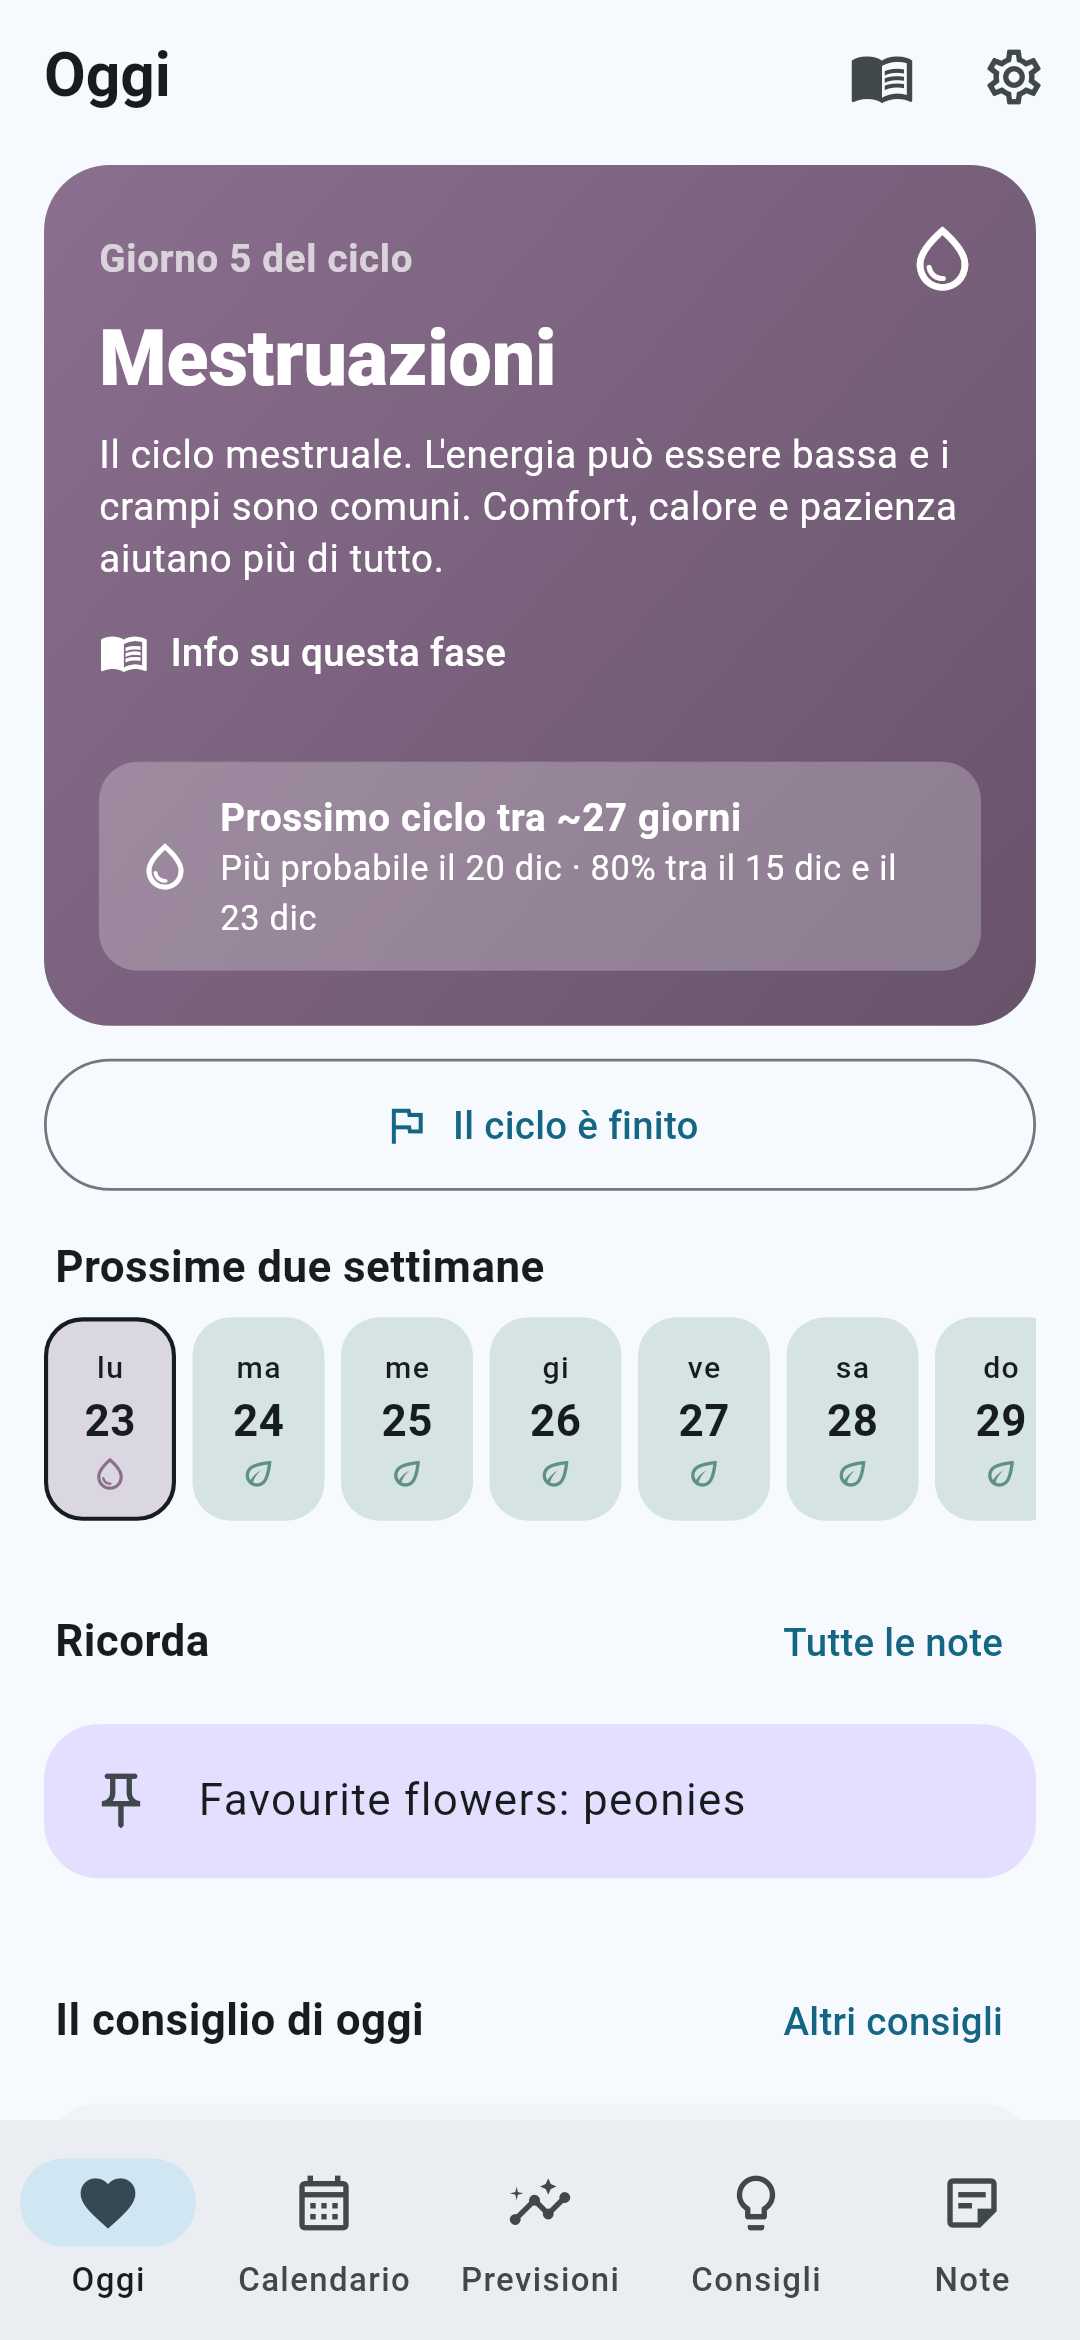 Oggi
Giorno 5 del ciclo
Mestruazioni
Il ciclo mestruale. L'energia può essere bassa e i
crampi sono comuni. Comfort, calore e pazienza
aiutano più di tutto.
Info su questa fase
Prossimo ciclo tra ~27 giorni
Più probabile il 20 dic · 80% tra il 15 dic e il
23 dic
Il ciclo è finito
Prossime due settimane
lu ma me gi ve sa do
23 24 25 26 27 28 29
Ricorda
Tutte le note
Favourite flowers: peonies
Il consiglio di oggi
Altri consigli
Oggi Calendario Previsioni Consigli Note